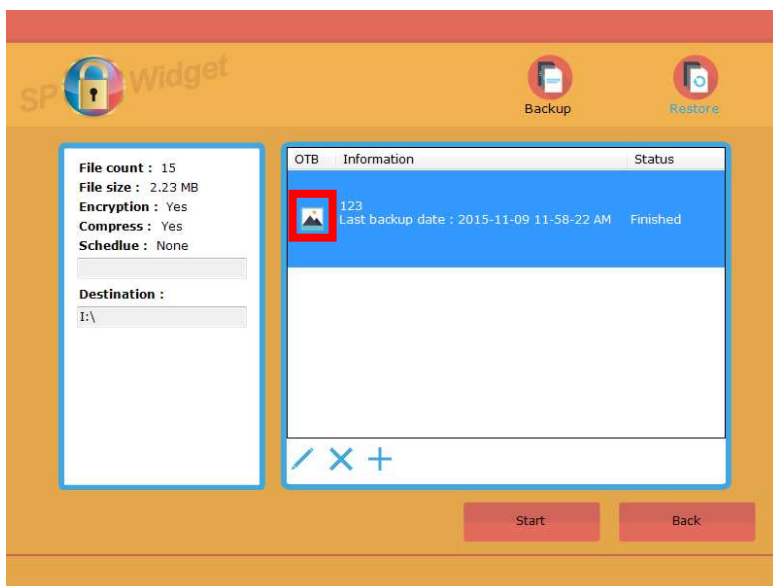 SP Widget
Backup
Restore
File count : 15
File size : 2.23 MB
Encryption : Yes
Compress : Yes
Schedlue : None
Destination :
I:\
OTB Information Status
123
Last backup date : 2015-11-09 11-58-22 AM Finished
Start
Back